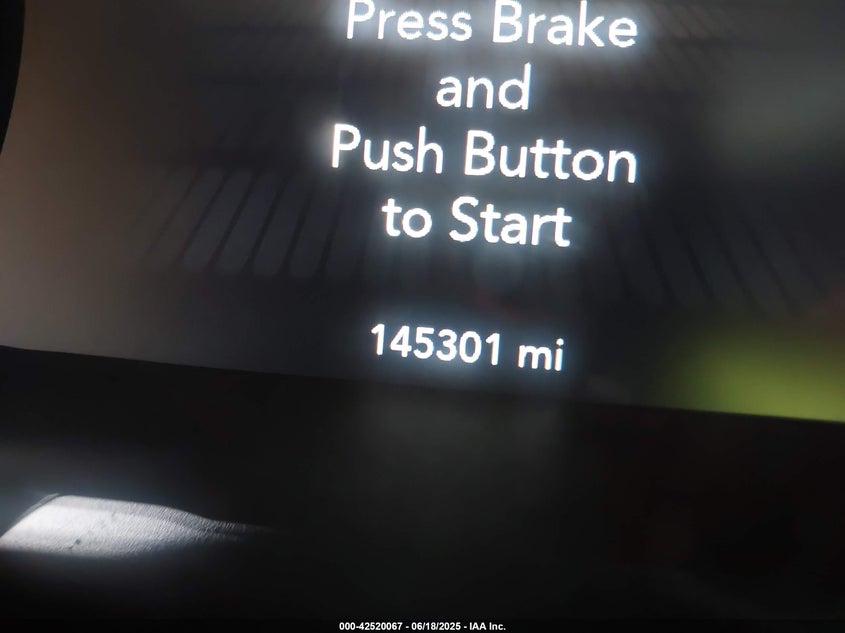 Press Brake
and
Push Button
to Start
145301 mi
000-42520067 - 06/18/2025 - IAA Inc.